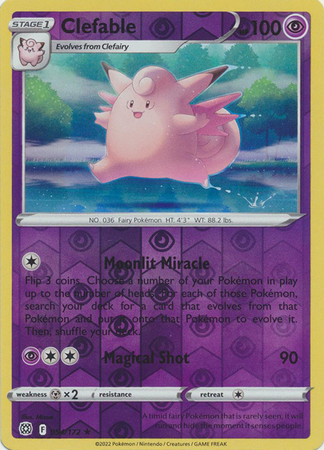 STAGE 1
Clefable
100
Evolves from Clefairy
NO. 036 Fairy Pokémon HT: 4'3" WT: 88.2 lbs.
Moonlit Miracle
Flip 3 coins. Choose a number of your Pokémon in play
up to the number of heads. For each of those Pokémon,
search your deck for a card that evolves from that
Pokémon and put it onto that Pokémon to evolve it.
Then, shuffle your deck.
Magical Shot 90
weakness ×2 resistance retreat
Illus.
F
/172 ★
A timid fairy Pokémon that is rarely seen, it will
run and hide the moment it senses people.
©2022 Pokémon / Nintendo / Creatures / GAME FREAK